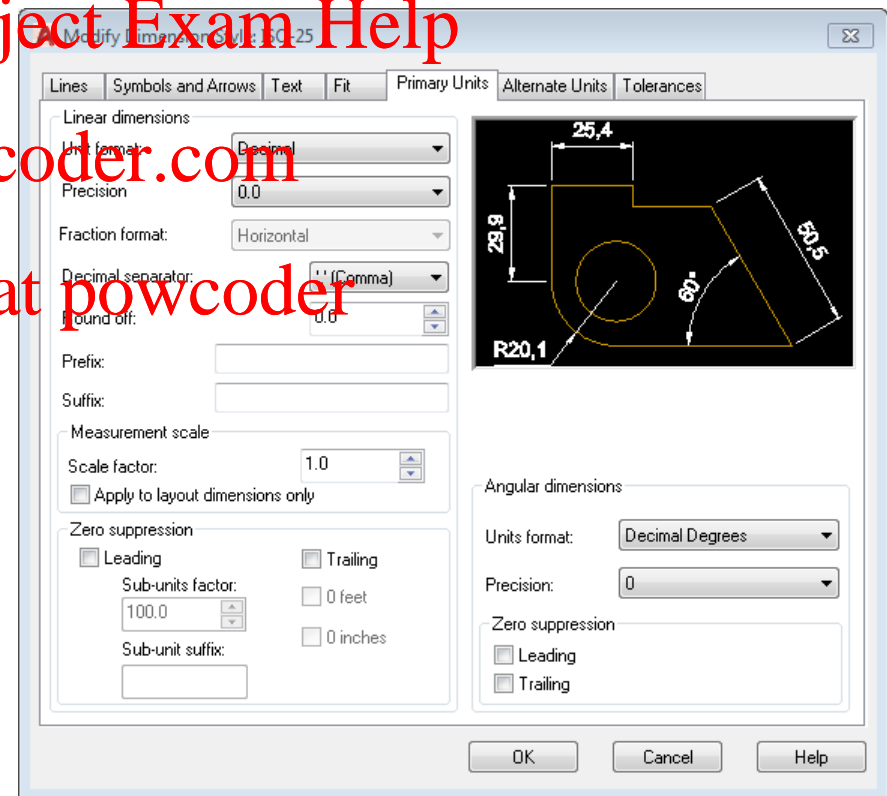 ject Exam Help
Modify Dimension Style: ISO-25
Lines Symbols and Arrows Text Fit Primary Units Alternate Units Tolerances
Linear dimensions
coder.com
Unit format: Decimal
Precision 0.0
Fraction format: Horizontal
Decimal separator: ',' (Comma)
at powcoder
Round off: 0.0
Prefix:
Suffix:
Measurement scale
Scale factor: 1.0
Apply to layout dimensions only
Zero suppression
Leading Trailing
Sub-units factor: 0 feet
100.0
0 inches
Sub-unit suffix:
25,4
29,9
50,5
60°
R20,1
Angular dimensions
Units format: Decimal Degrees
Precision: 0
Zero suppression
Leading
Trailing
OK Cancel Help